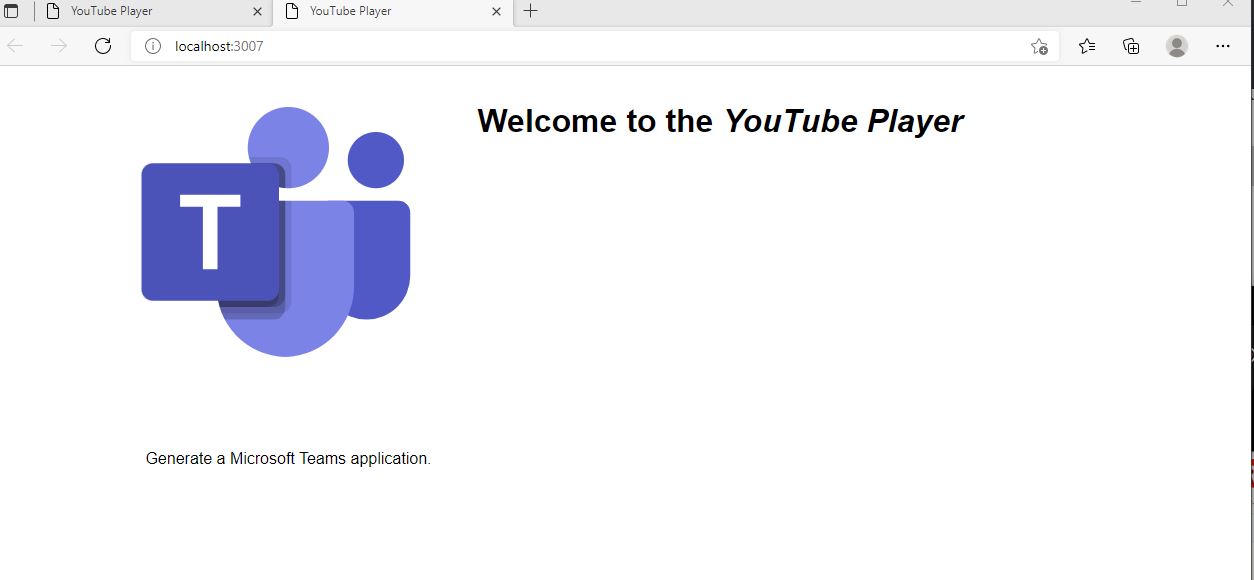 YouTube Player
YouTube Player
localhost:3007
Welcome to the YouTube Player
T
Generate a Microsoft Teams application.